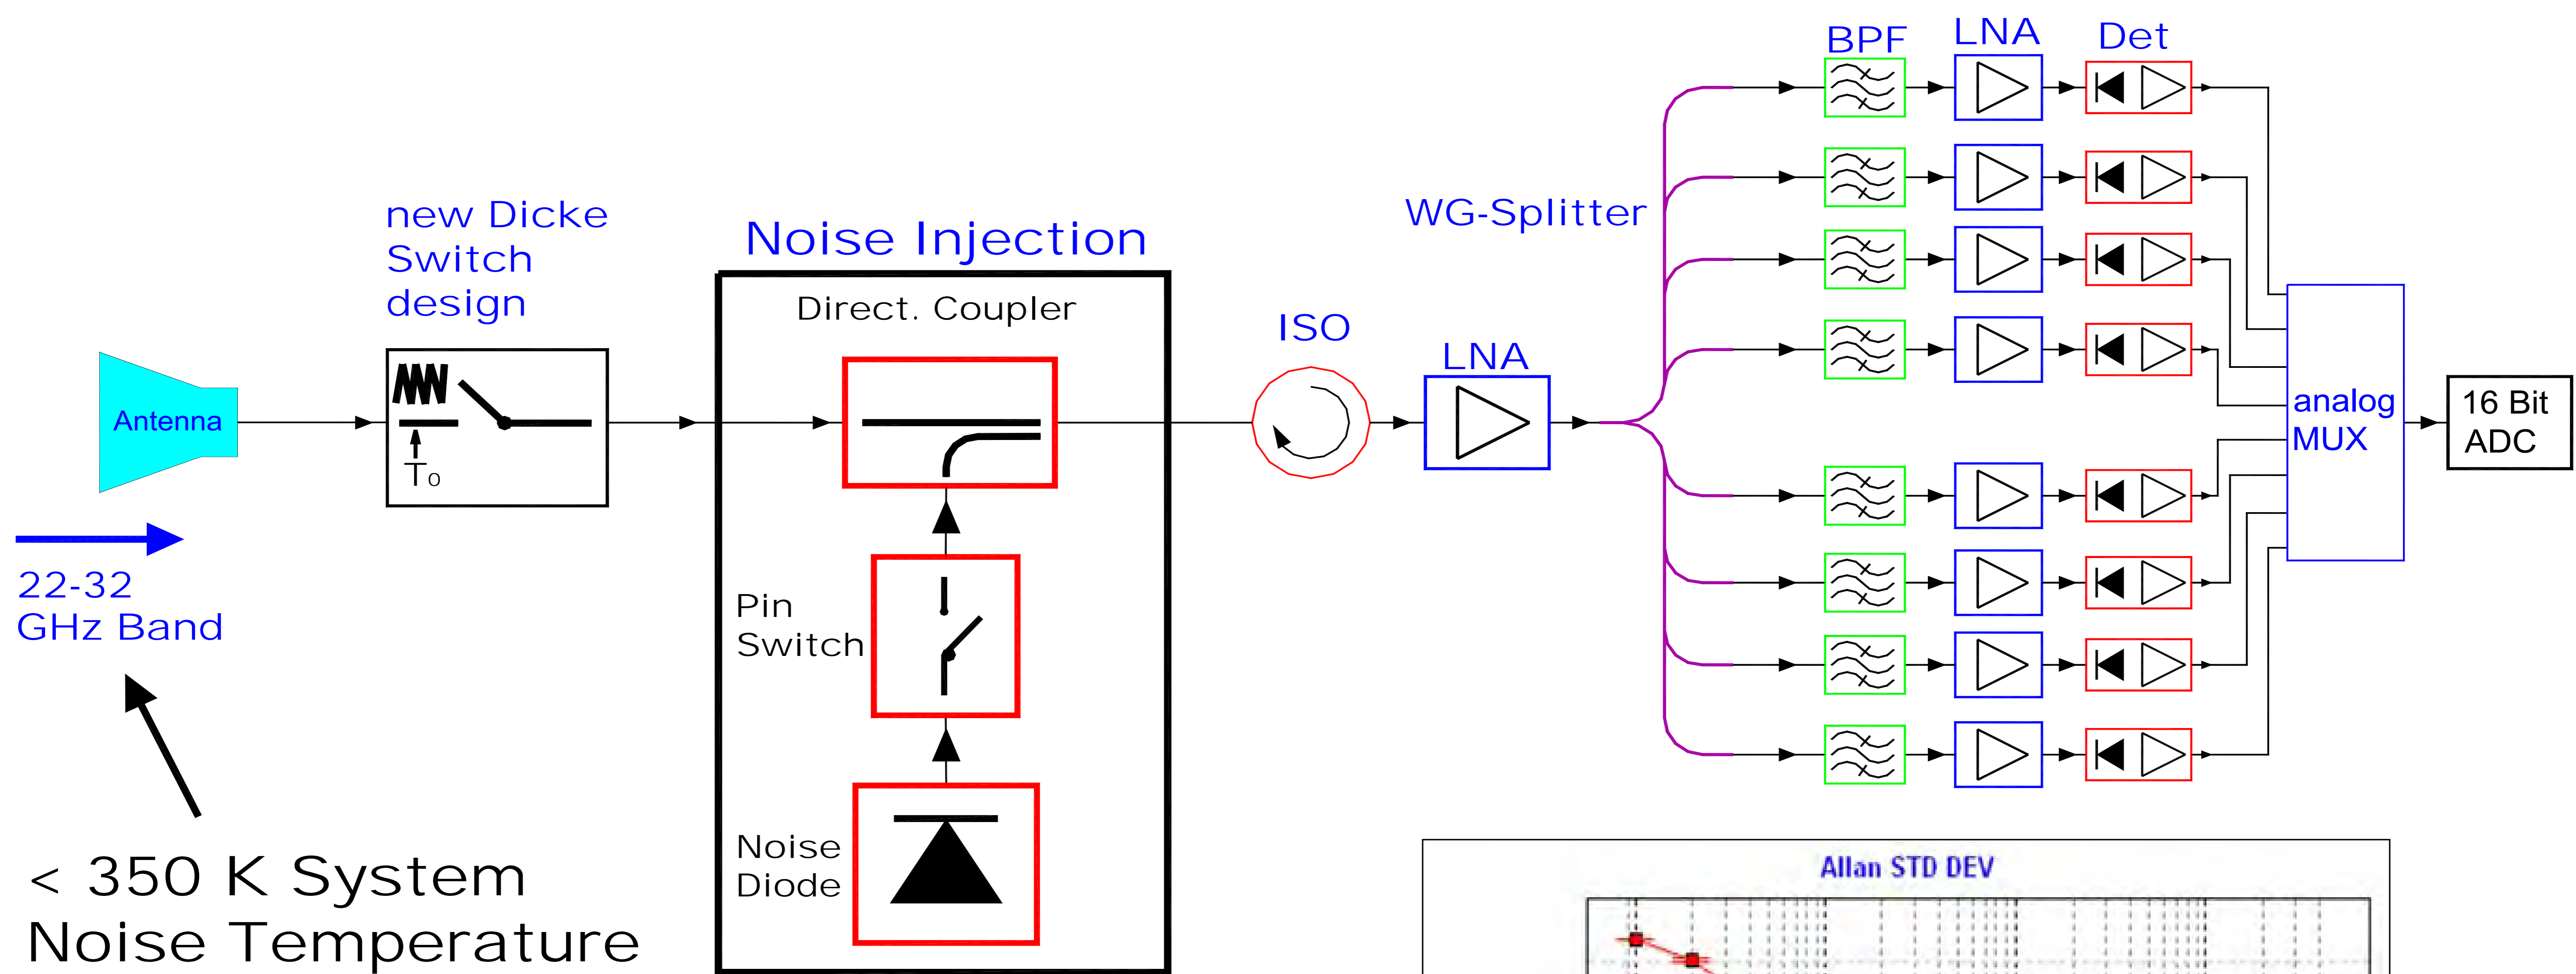 BPF
LNA
Det
new Dicke
Switch
design
WG-Splitter
Noise Injection
Direct. Coupler
ISO
LNA
Antenna
To
analog
MUX
16 Bit
ADC
22-32
GHz Band
Pin
Switch
Noise
Diode
< 350 K System
Noise Temperature
Allan STD DEV